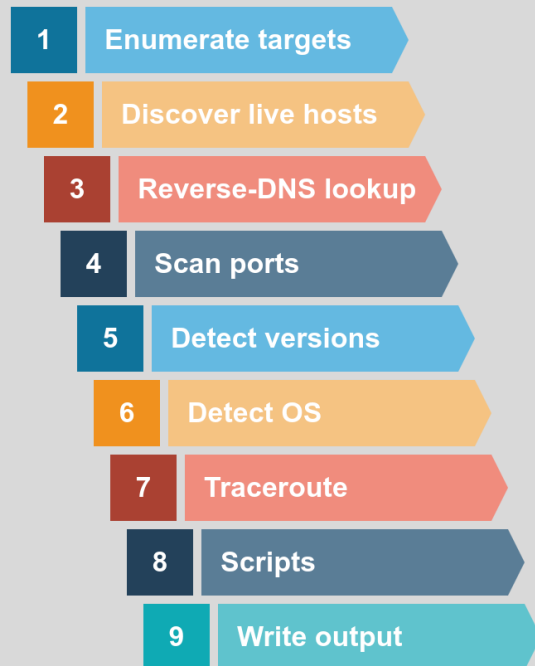 1 Enumerate targets
2 Discover live hosts
3 Reverse-DNS lookup
4 Scan ports
5 Detect versions
6 Detect OS
7 Traceroute
8 Scripts
9 Write output